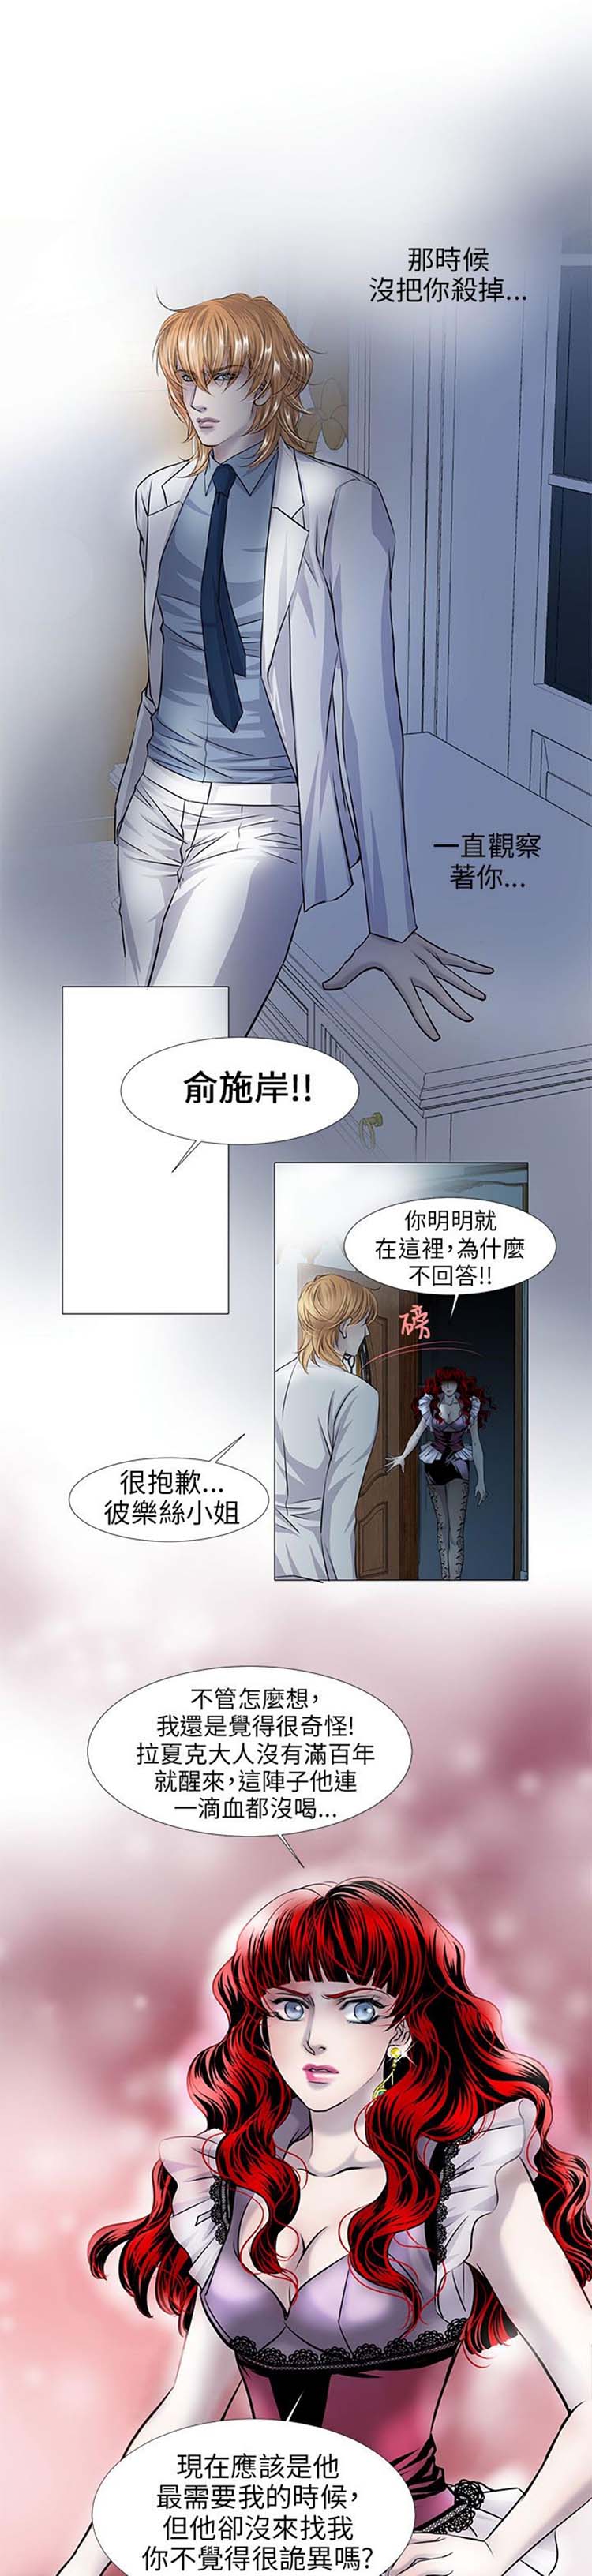 那時候
沒把你殺掉...
一直觀察
著你...
俞施岸!!
你明明就
在這裡，為什麼
不回答!!
磅
很抱歉...
彼樂絲小姐
不管怎麼想，
我還是覺得很奇怪!
拉夏克大人沒有滿百年
就醒來，這陣子他連
一滴血都沒喝...
現在應該是他
最需要我的時候，
但他卻沒來找我
你不覺得很詭異嗎?